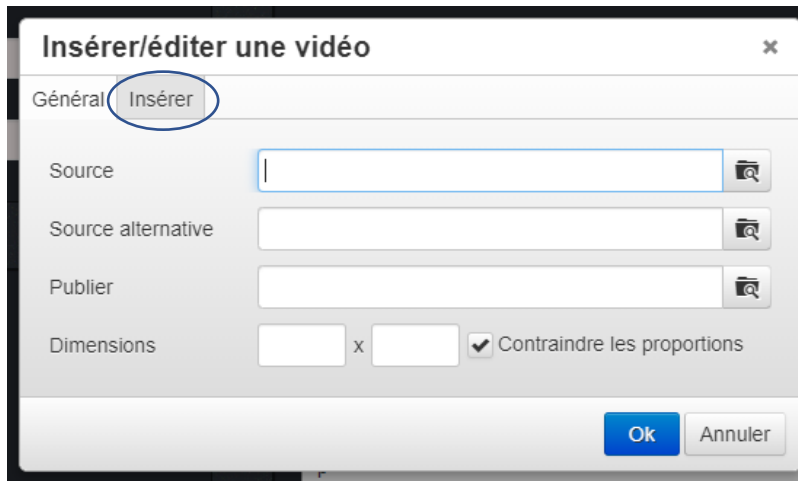 Insérer/éditer une vidéo ×
Général Insérer
Source
Source alternative
Publier
Dimensions x Contraindre les proportions
Ok Annuler